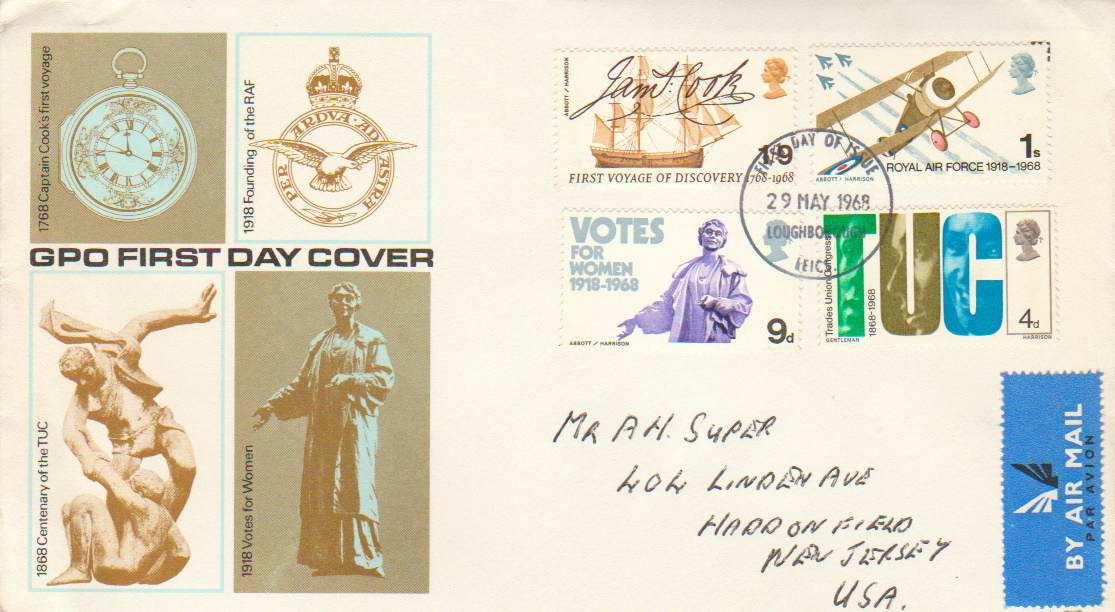 1768 Captain Cook's first voyage
1918 Founding of the RAF
PER ARDVA · AD ASTRA
GPO FIRST DAY COVER
1868 Centenary of the TUC
1918 Votes for Women
ABBOTT / HARRISON
Jam.s Cook
1/9
FIRST VOYAGE OF DISCOVERY 1768-1968
1s
ROYAL AIR FORCE 1918-1968
ABBOTT / HARRISON
FIRST DAY OF ISSUE
29 MAY 1968
LOUGHBOROUGH
LEICS.
VOTES
FOR
WOMEN
1918-1968
9d
ABBOTT / HARRISON
Trades Union Congress
1868-1968
TUC
4d
GENTLEMAN
HARRISON
MR A H. SUPER
404 LINDEN AVE
HADDONFIELD
NEW JERSEY
USA.
BY AIR MAIL
PAR AVION